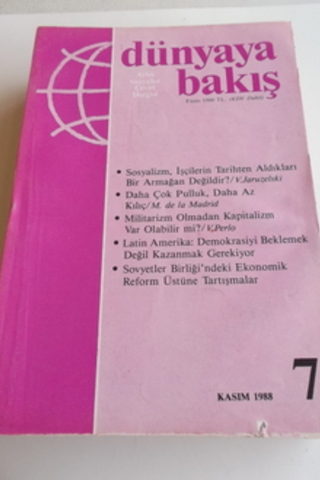 dünyaya
bakış
Fiyatı 1988 TL. (KDV Dahil)
• Sosyalizm, İşçilerin Tarihten Aldıkları
Bir Armağan Değildir?/V.Jaruzelski
• Daha Çok Pulluk, Daha Az
Kılıç/M. de la Madrid
• Militarizm Olmadan Kapitalizm
Var Olabilir mi?/V.Perlo
• Latin Amerika: Demokrasiyi Beklemek
Değil Kazanmak Gerekiyor
• Sovyetler Birliği'ndeki Ekonomik
Reform Üstüne Tartışmalar
7
KASIM 1988